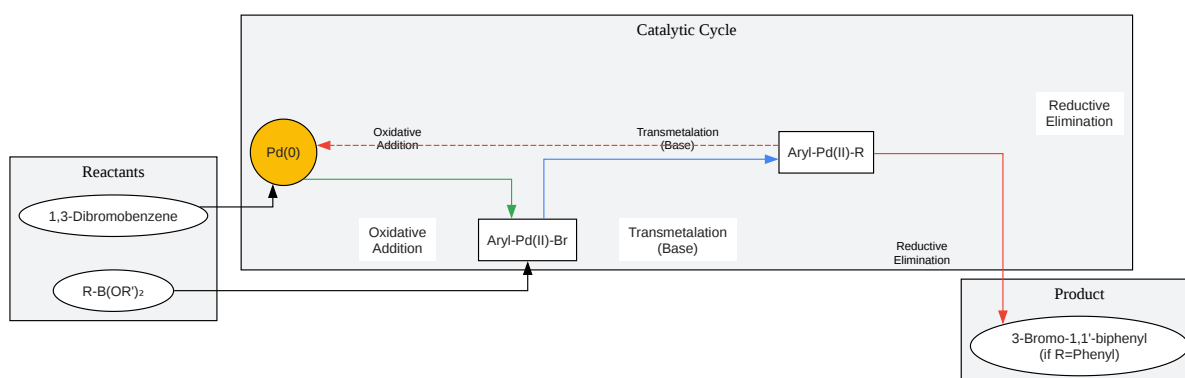 Catalytic Cycle
Reductive
Elimination
Oxidative
Addition
Transmetalation
(Base)
Pd(0)
Aryl-Pd(II)-R
Reactants
1,3-Dibromobenzene
Oxidative
Addition
Aryl-Pd(II)-Br
Transmetalation
(Base)
Reductive
Elimination
R-B(OR')₂
Product
3-Bromo-1,1'-biphenyl
(if R=Phenyl)